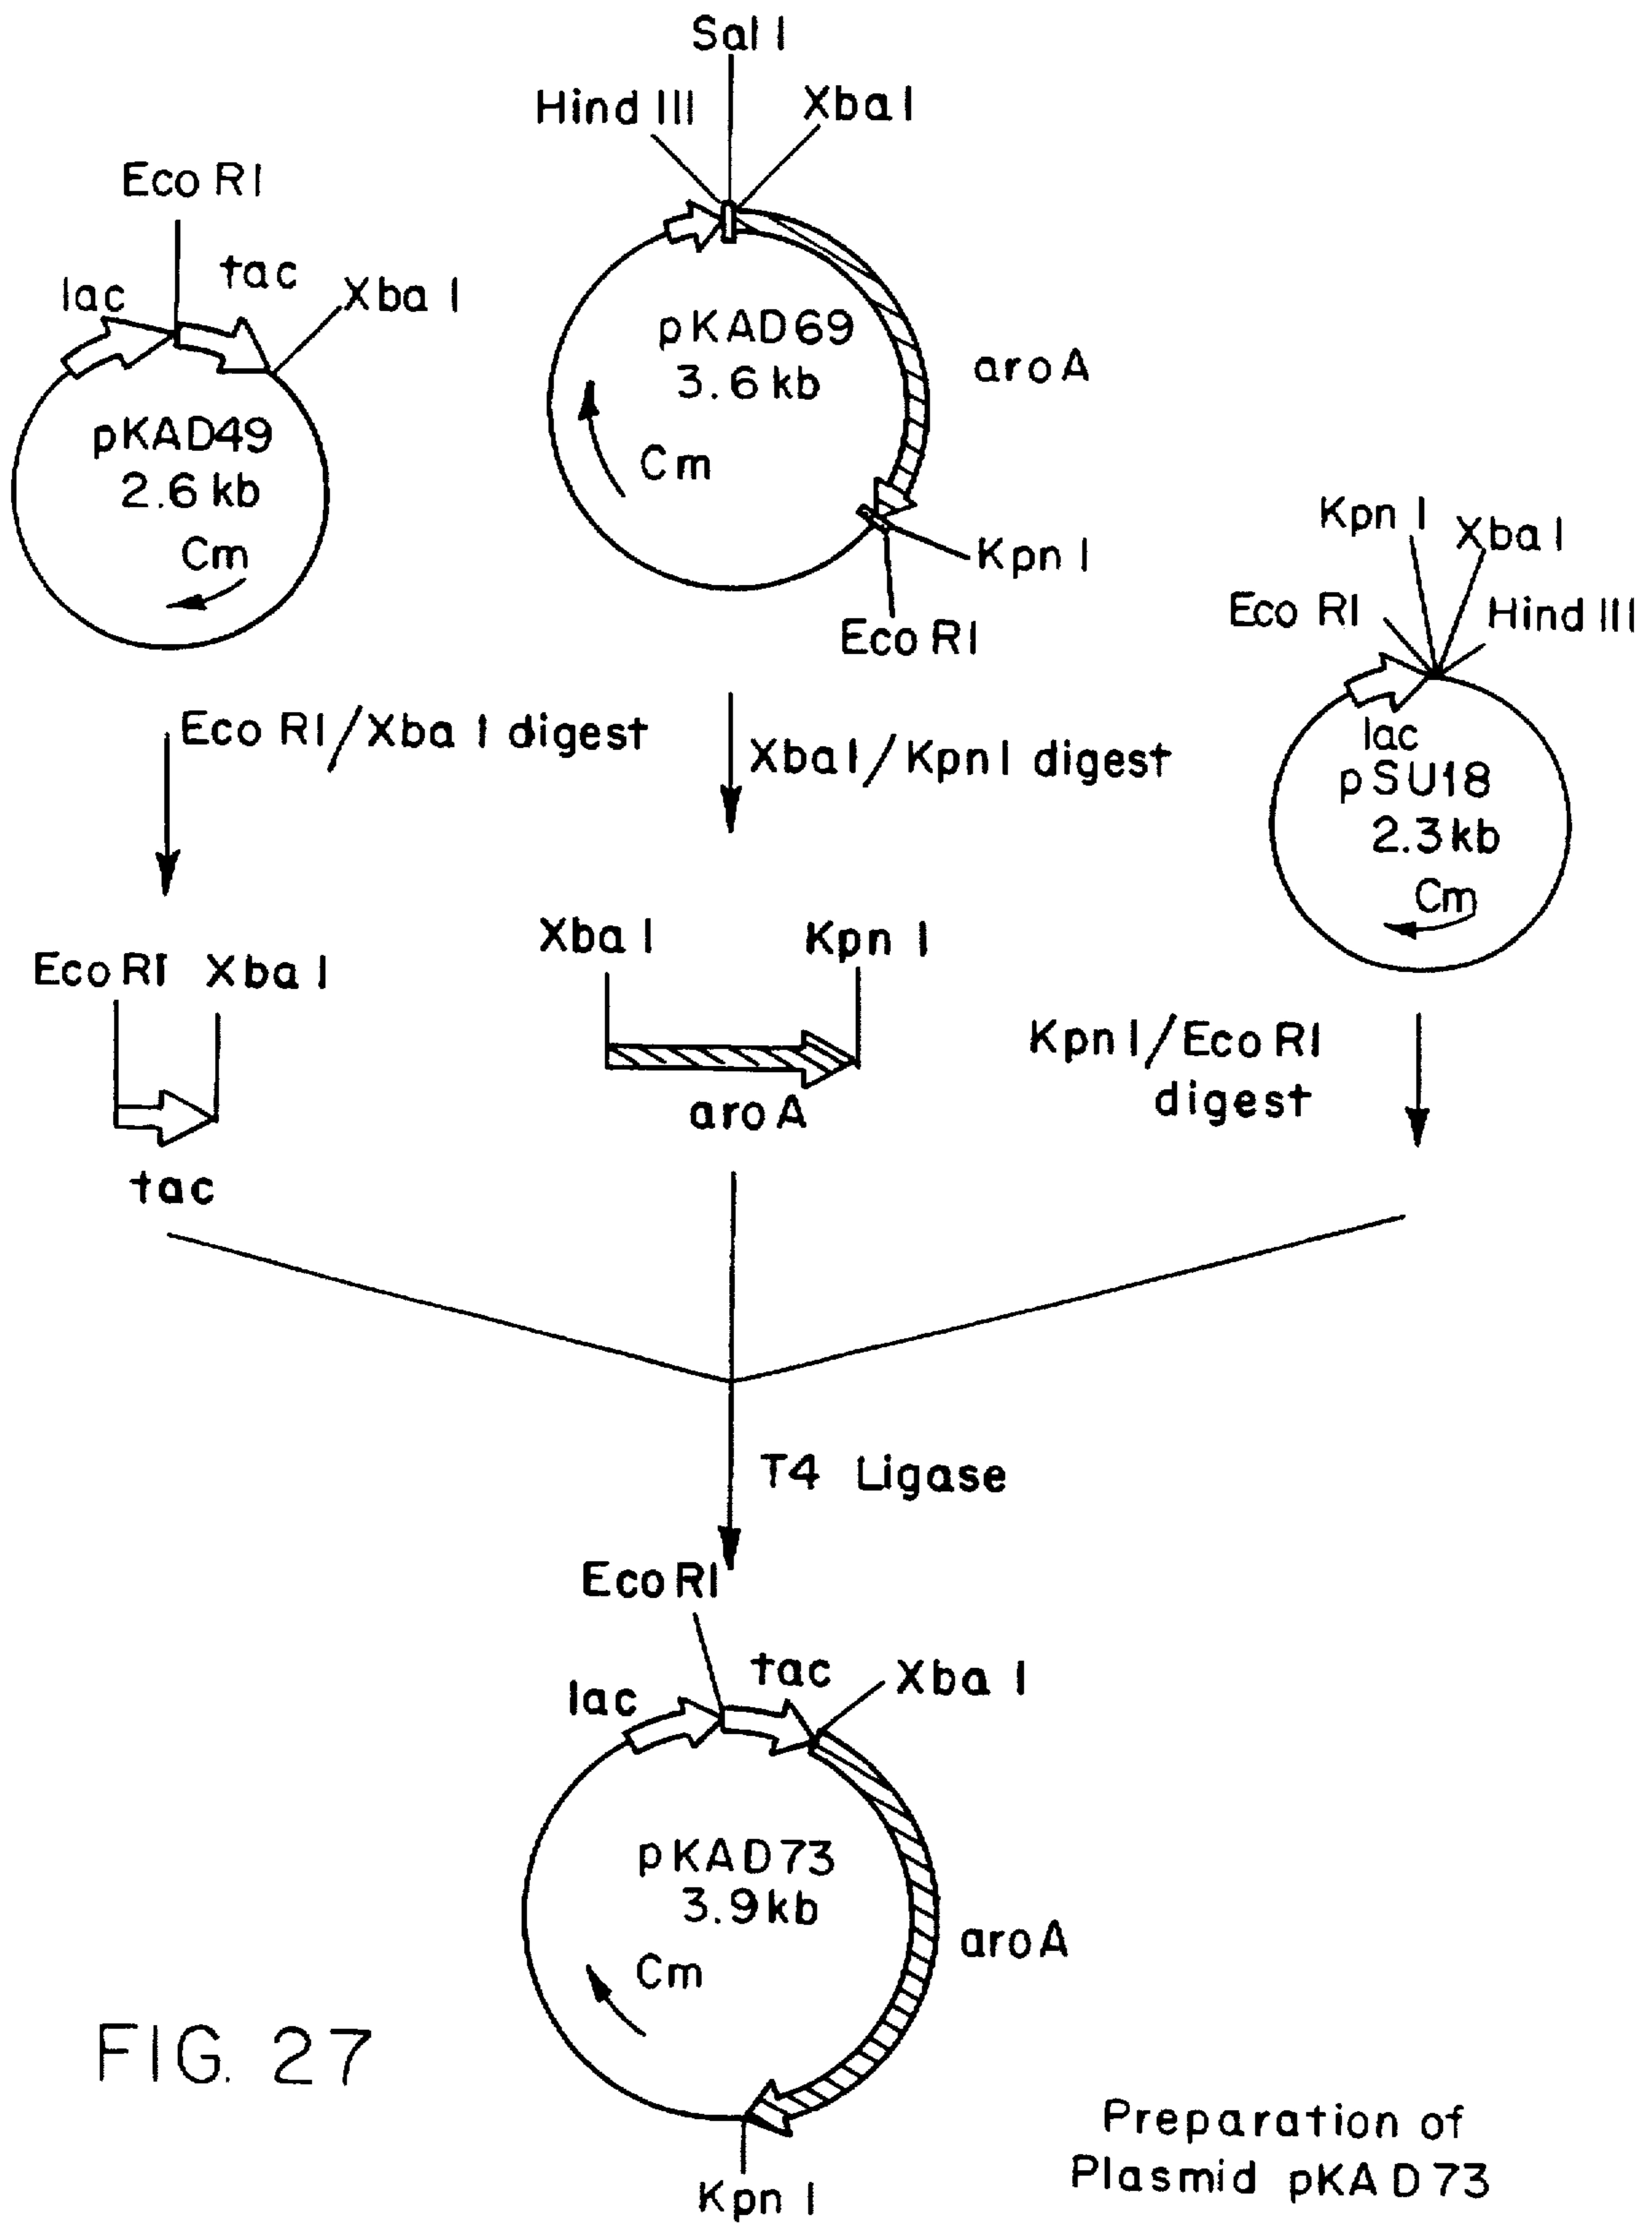 Sal I
Hind III
Xba I
Eco RI
lac
tac
Xba I
pKAD49
2.6 kb
Cm
pKAD69
3.6 kb
Cm
aroA
Kpn I
Eco RI
Kpn I
Xba I
Eco RI
Hind III
lac
pSU18
2.3 kb
Cm
Eco RI/Xba I digest
Xba I/Kpn I digest
Kpn I/Eco RI
digest
Eco RI Xba I
tac
Xba I Kpn I
aroA
T4 Ligase
Eco RI
lac
tac
Xba I
pKAD73
3.9 kb
Cm
aroA
Kpn I
FIG. 27
Preparation of
Plasmid pKAD73